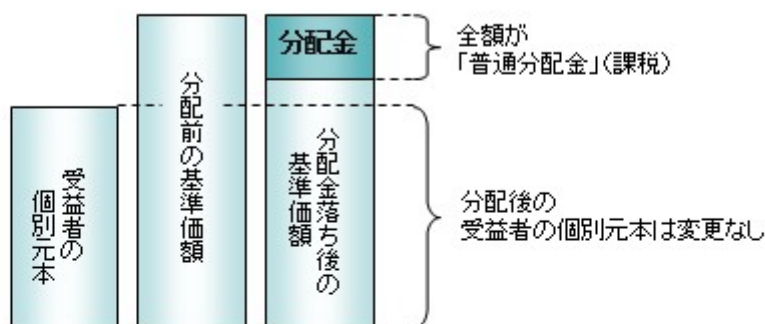 受益者の
個別元本
分配前の基準価額
分配金
分配金落ち後の
基準価額
全額が
「普通分配金」(課税)
分配後の
受益者の個別元本は変更なし